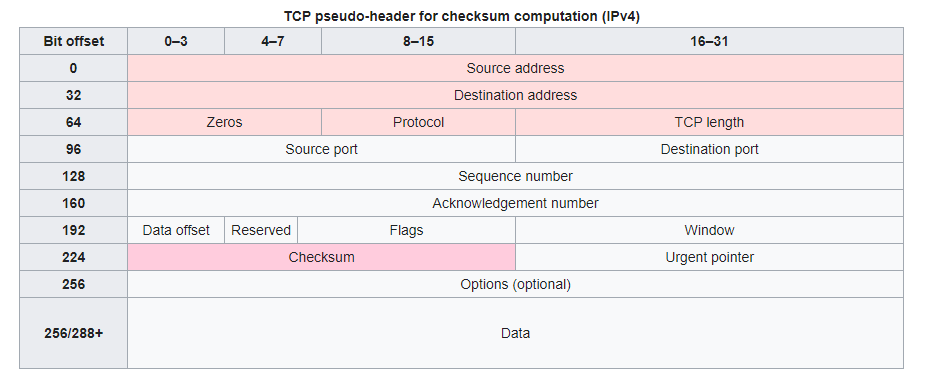 TCP pseudo-header for checksum computation (IPv4)
Bit offset 0–3 4–7 8–15 16–31
0 Source address
32 Destination address
64 Zeros Protocol TCP length
96 Source port Destination port
128 Sequence number
160 Acknowledgement number
192 Data offset Reserved Flags Window
224 Checksum Urgent pointer
256 Options (optional)
256/288+ Data